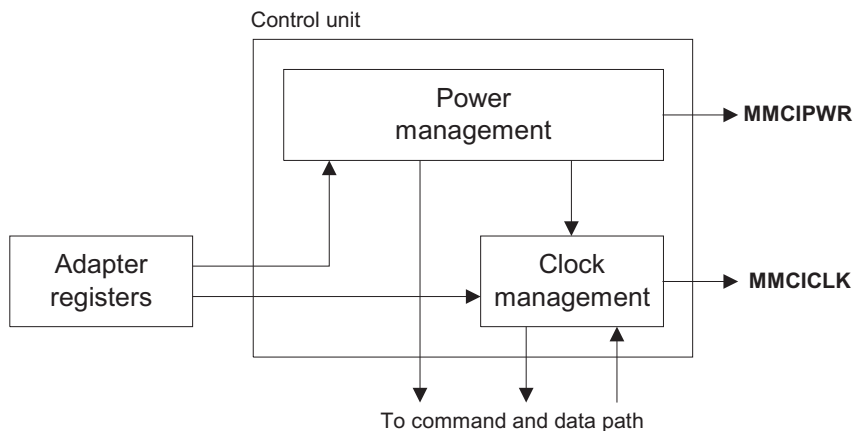 Control unit
Power
management
MMCIPWR
Adapter
registers
Clock
management
MMCICLK
To command and data path